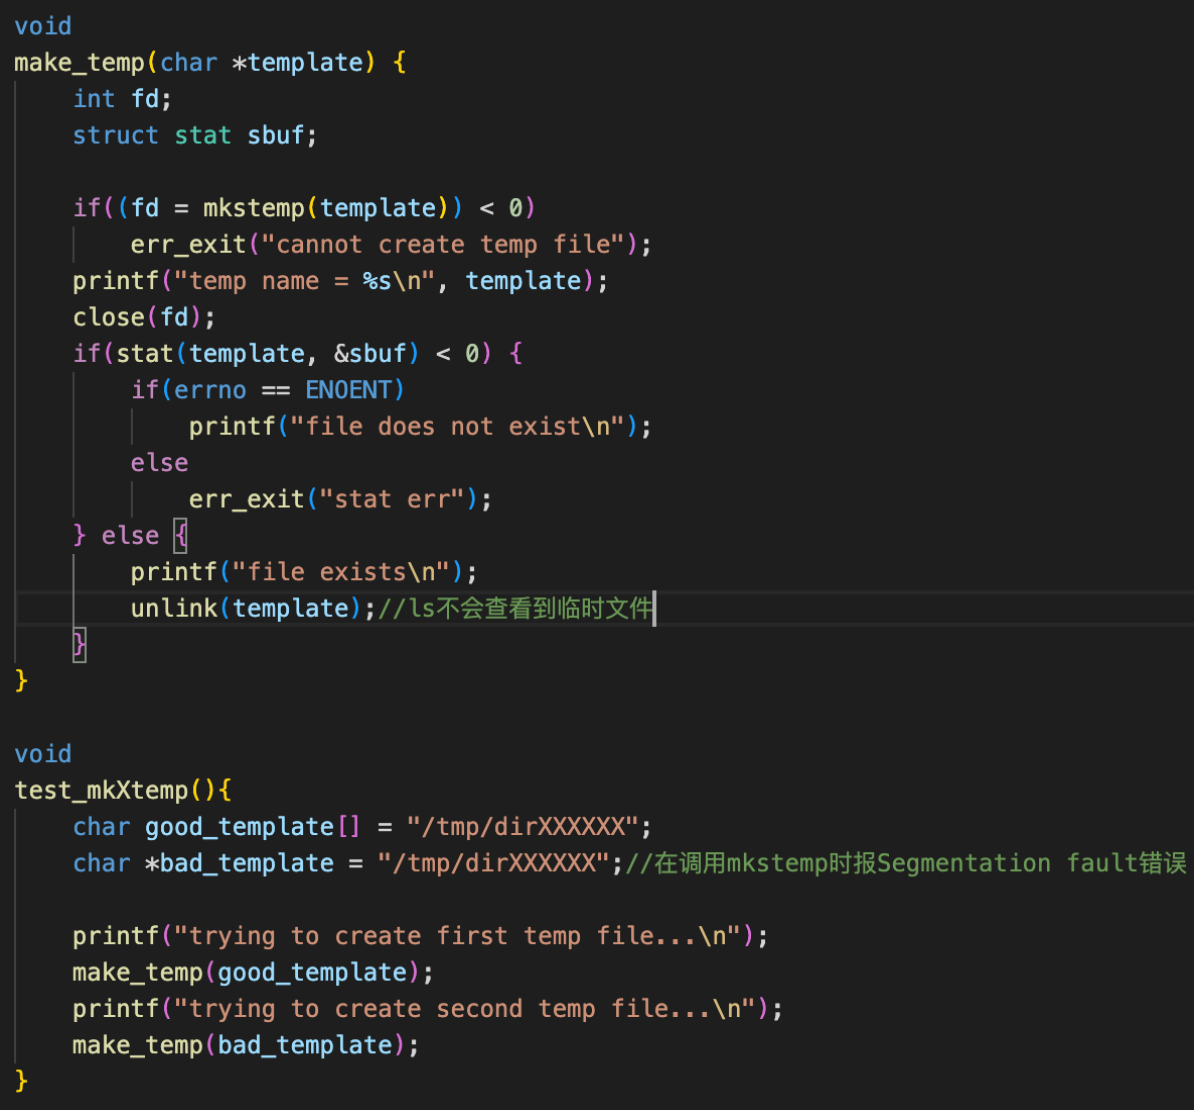 void
make_temp(char *template) {
    int fd;
    struct stat sbuf;

    if((fd = mkstemp(template)) < 0)
        err_exit("cannot create temp file");
    printf("temp name = %s\n", template);
    close(fd);
    if(stat(template, &sbuf) < 0) {
        if(errno == ENOENT)
            printf("file does not exist\n");
        else
            err_exit("stat err");
    } else {
        printf("file exists\n");
        unlink(template);//ls不会查看到临时文件
    }
}

void
test_mkXtemp(){
    char good_template[] = "/tmp/dirXXXXXX";
    char *bad_template = "/tmp/dirXXXXXX";//在调用mkstemp时报Segmentation fault错误

    printf("trying to create first temp file...\n");
    make_temp(good_template);
    printf("trying to create second temp file...\n");
    make_temp(bad_template);
}